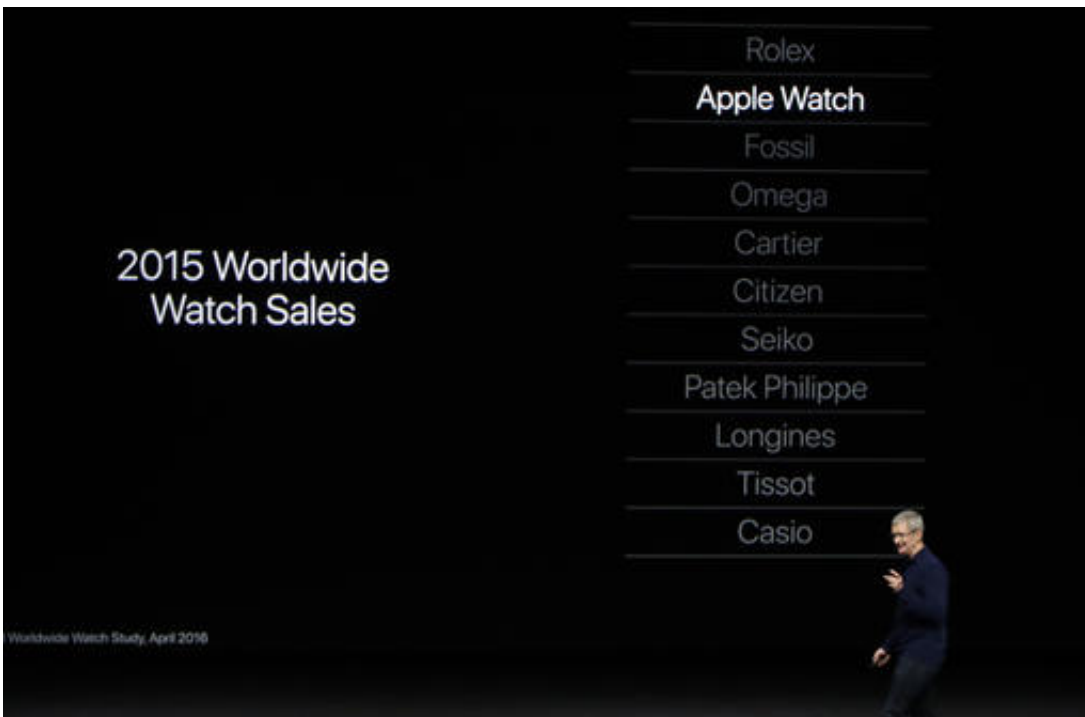 Rolex
Apple Watch
Fossil
Omega
Cartier
2015 Worldwide
Watch Sales
Citizen
Seiko
Patek Philippe
Longines
Tissot
Casio
Worldwide Watch Study, April 2016